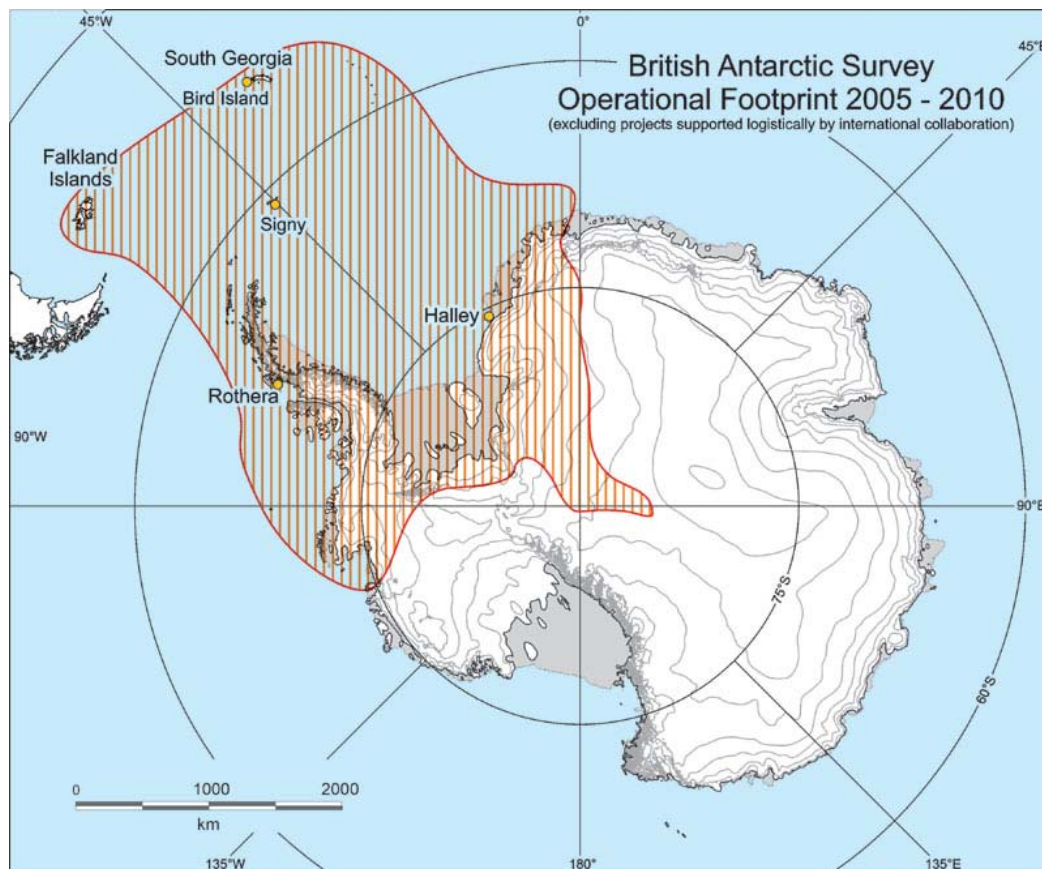 45°W
0°
45°E
British Antarctic Survey
Operational Footprint 2005 - 2010
(excluding projects supported logistically by international collaboration)
South Georgia
Bird Island
Falkland
Islands
Signy
Halley
Rothera
90°W
90°E
75°S
60°S
0 1000 2000
km
135°W
180°
135°E